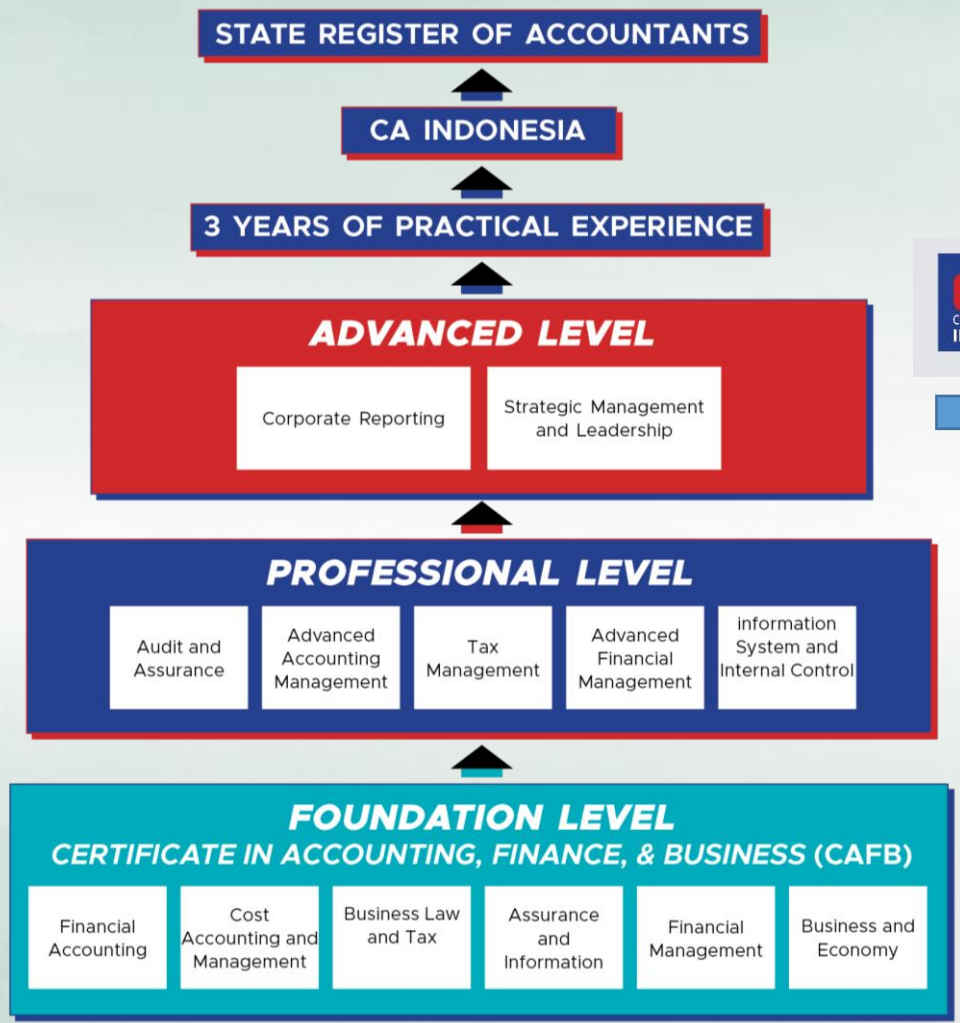 STATE REGISTER OF ACCOUNTANTS
CA INDONESIA
3 YEARS OF PRACTICAL EXPERIENCE
ADVANCED LEVEL
Corporate Reporting
Strategic Management
and Leadership
PROFESSIONAL LEVEL
Audit and
Assurance
Advanced
Accounting
Management
Tax
Management
Advanced
Financial
Management
information
System and
Internal Control
FOUNDATION LEVEL
CERTIFICATE IN ACCOUNTING, FINANCE, & BUSINESS (CAFB)
Financial
Accounting
Cost
Accounting and
Management
Business Law
and Tax
Assurance
and
Information
Financial
Management
Business and
Economy